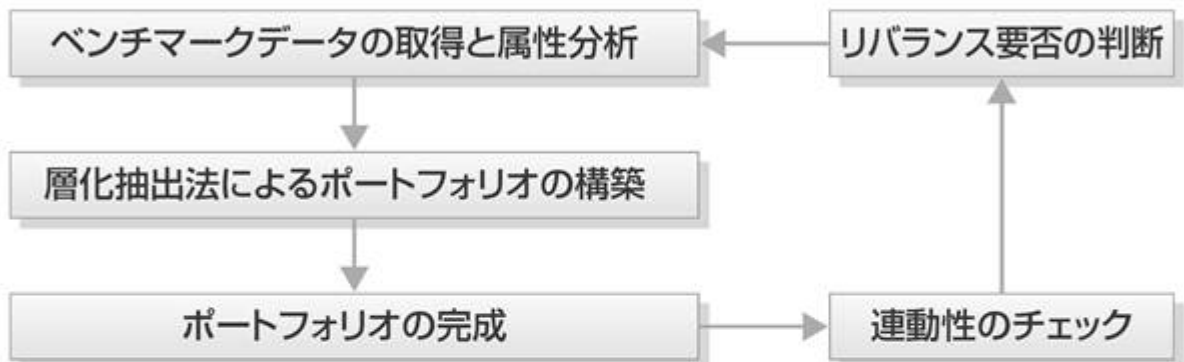 ベンチマークデータの取得と属性分析
リバランス要否の判断
層化抽出法によるポートフォリオの構築
ポートフォリオの完成
連動性のチェック